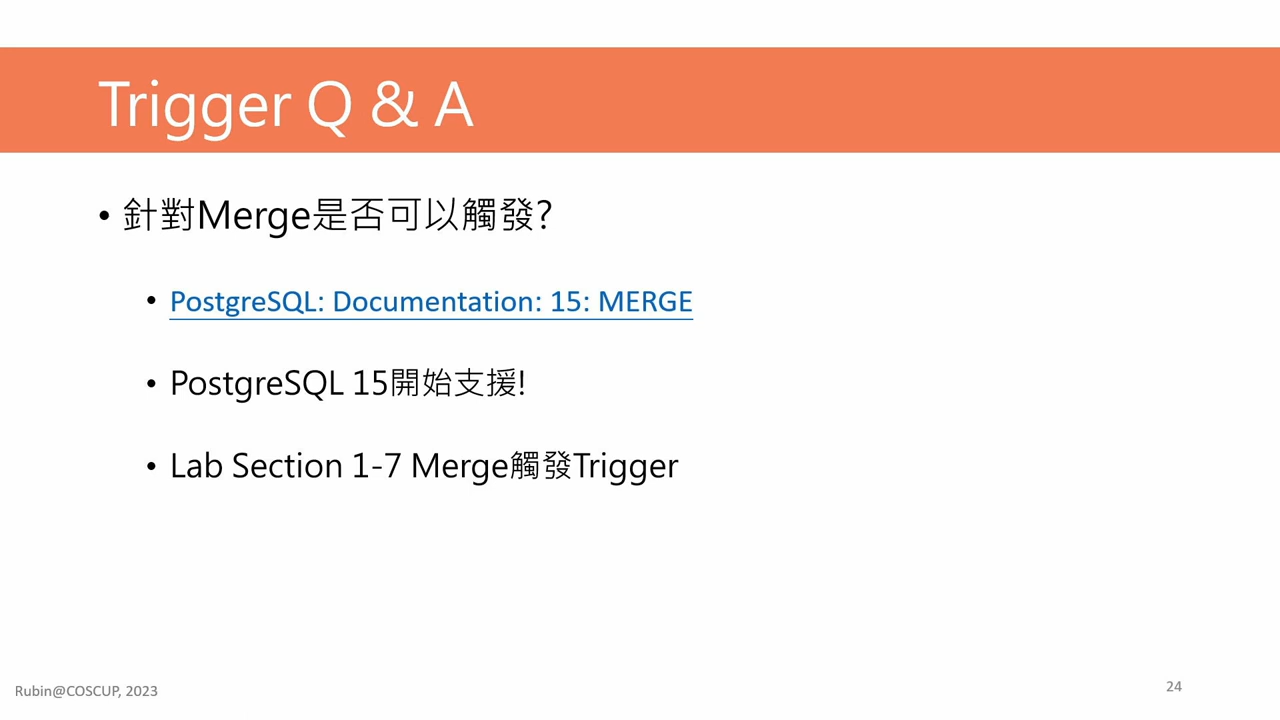 Trigger Q & A
• 針對Merge是否可以觸發?
• PostgreSQL: Documentation: 15: MERGE
• PostgreSQL 15開始支援!
• Lab Section 1-7 Merge觸發Trigger
Rubin@COSCUP, 2023
24